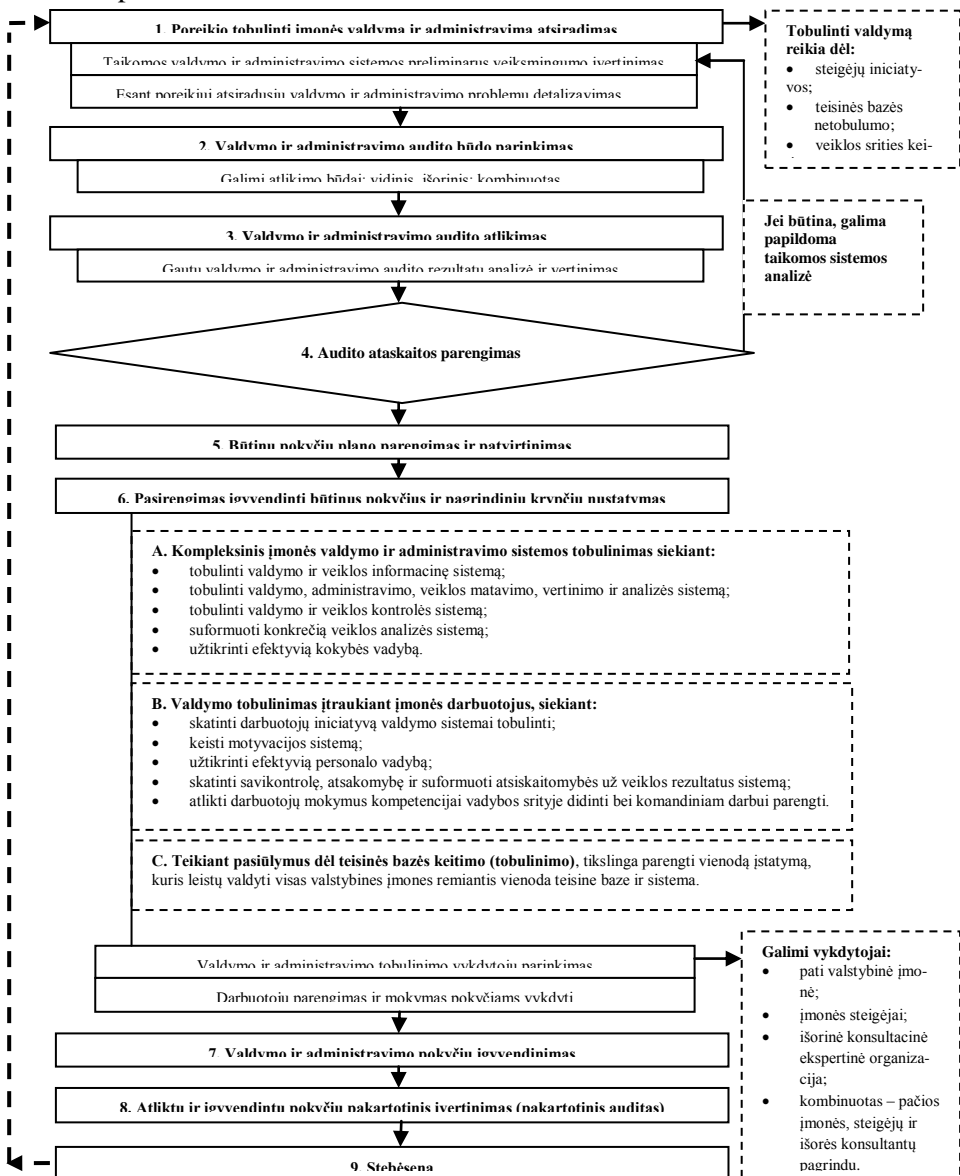 1. Poreikio tobulinti įmonės valdymą ir administravimą atsiradimas
Taikomos valdymo ir administravimo sistemos preliminarus veiksmingumo įvertinimas
Esant poreikiui atsiradusių valdymo ir administravimo problemų detalizavimas
Tobulinti valdymą
reikia dėl:
• steigėjų iniciaty-
vos;
• teisinės bazės
netobulumo;
• veiklos srities kei-
2. Valdymo ir administravimo audito būdo parinkimas
Galimi atlikimo būdai: vidinis, išorinis; kombinuotas
3. Valdymo ir administravimo audito atlikimas
Gautų valdymo ir administravimo audito rezultatų analizė ir vertinimas
Jei būtina, galima
papildoma
taikomos sistemos
analizė
4. Audito ataskaitos parengimas
5. Būtinų pokyčių plano parengimas ir patvirtinimas
6. Pasirengimas įgyvendinti būtinus pokyčius ir pagrindinių krypčių nustatymas
A. Kompleksinis įmonės valdymo ir administravimo sistemos tobulinimas siekiant:
• tobulinti valdymo ir veiklos informacinę sistemą;
• tobulinti valdymo, administravimo, veiklos matavimo, vertinimo ir analizės sistemą;
• tobulinti valdymo ir veiklos kontrolės sistemą;
• suformuoti konkrečią veiklos analizės sistemą;
• užtikrinti efektyvią kokybės vadybą.
B. Valdymo tobulinimas įtraukiant įmonės darbuotojus, siekiant:
• skatinti darbuotojų iniciatyvą valdymo sistemai tobulinti;
• keisti motyvacijos sistemą;
• užtikrinti efektyvią personalo vadybą;
• skatinti savikontrolę, atsakomybę ir suformuoti atsiskaitomybės už veiklos rezultatus sistemą;
• atlikti darbuotojų mokymus kompetencijai vadybos srityje didinti bei komandiniam darbui parengti.
C. Teikiant pasiūlymus dėl teisinės bazės keitimo (tobulinimo), tikslinga parengti vienodą įstatymą,
kuris leistų valdyti visas valstybines įmones remiantis vienoda teisine baze ir sistema.
Valdymo ir administravimo tobulinimo vykdytojų parinkimas
Darbuotojų parengimas ir mokymas pokyčiams vykdyti
Galimi vykdytojai:
• pati valstybinė įmo-
nė;
• įmonės steigėjai;
• išorinė konsultacinė
ekspertinė organiza-
cija;
• kombinuotas – pačios
įmonės, steigėjų ir
išorės konsultantų
pagrindu.
7. Valdymo ir administravimo pokyčių įgyvendinimas
8. Atliktų ir įgyvendintų pokyčių pakartotinis įvertinimas (pakartotinis auditas)
9. Stebėsena